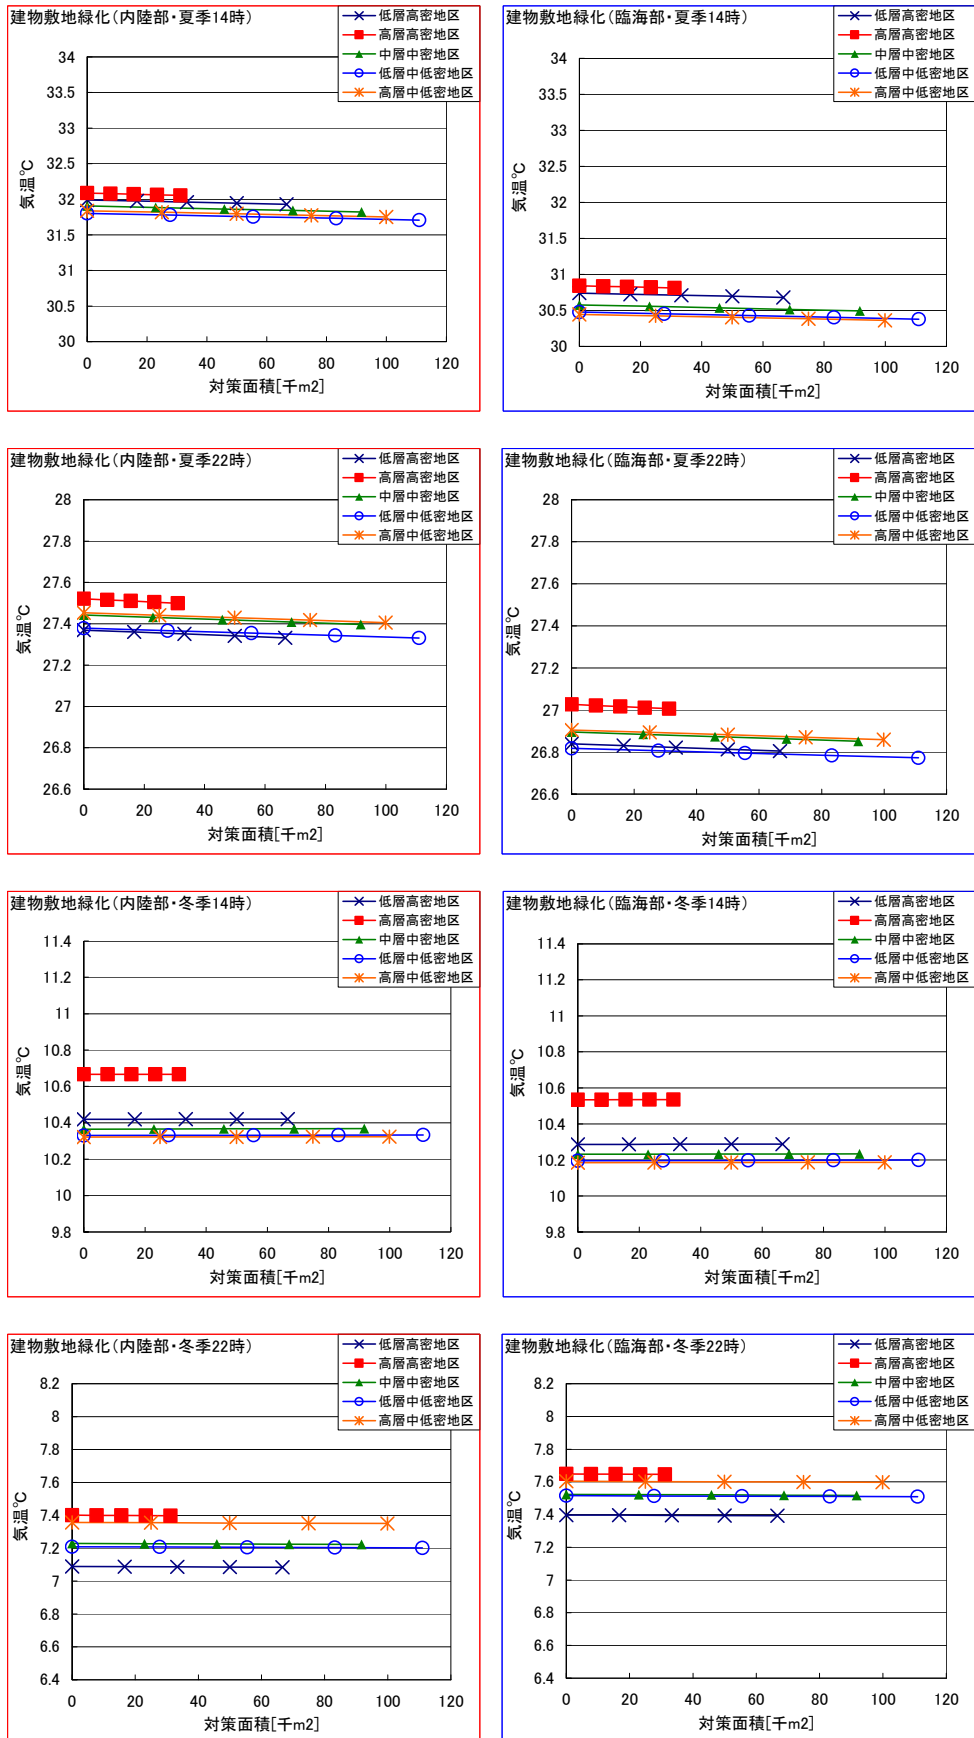 建物敷地緑化(内陸部・夏季14時)
低層高密地区
高層高密地区
中層中密地区
低層中低密地区
高層中低密地区
気温℃
34
33.5
33
32.5
32
31.5
31
30.5
30
0 20 40 60 80 100 120
対策面積[千m2]
建物敷地緑化(臨海部・夏季14時)
低層高密地区
高層高密地区
中層中密地区
低層中低密地区
高層中低密地区
気温℃
34
33.5
33
32.5
32
31.5
31
30.5
30
0 20 40 60 80 100 120
対策面積[千m2]
建物敷地緑化(内陸部・夏季22時)
低層高密地区
高層高密地区
中層中密地区
低層中低密地区
高層中低密地区
気温℃
28
27.8
27.6
27.4
27.2
27
26.8
26.6
0 20 40 60 80 100 120
対策面積[千m2]
建物敷地緑化(臨海部・夏季22時)
低層高密地区
高層高密地区
中層中密地区
低層中低密地区
高層中低密地区
気温℃
28
27.8
27.6
27.4
27.2
27
26.8
26.6
0 20 40 60 80 100 120
対策面積[千m2]
建物敷地緑化(内陸部・冬季14時)
低層高密地区
高層高密地区
中層中密地区
低層中低密地区
高層中低密地区
気温℃
11.4
11.2
11
10.8
10.6
10.4
10.2
10
9.8
0 20 40 60 80 100 120
対策面積[千m2]
建物敷地緑化(臨海部・冬季14時)
低層高密地区
高層高密地区
中層中密地区
低層中低密地区
高層中低密地区
気温℃
11.4
11.2
11
10.8
10.6
10.4
10.2
10
9.8
0 20 40 60 80 100 120
対策面積[千m2]
建物敷地緑化(内陸部・冬季22時)
低層高密地区
高層高密地区
中層中密地区
低層中低密地区
高層中低密地区
気温℃
8.2
8
7.8
7.6
7.4
7.2
7
6.8
6.6
6.4
0 20 40 60 80 100 120
対策面積[千m2]
建物敷地緑化(臨海部・冬季22時)
低層高密地区
高層高密地区
中層中密地区
低層中低密地区
高層中低密地区
気温℃
8.2
8
7.8
7.6
7.4
7.2
7
6.8
6.6
6.4
0 20 40 60 80 100 120
対策面積[千m2]